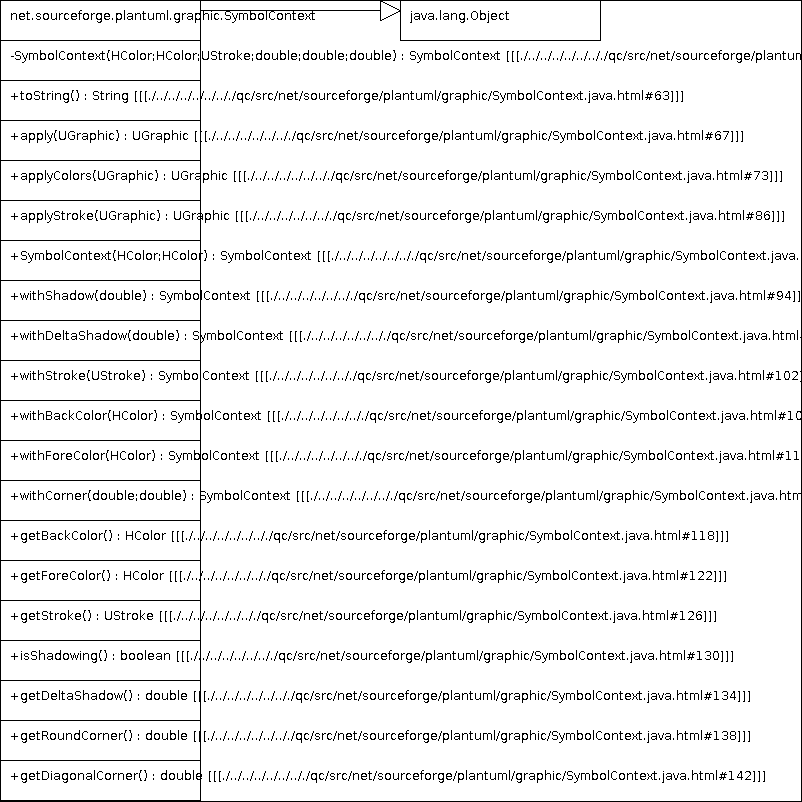 net.sourceforge.plantuml.graphic.SymbolContext
java.lang.Object
-SymbolContext(HColor;HColor;UStroke;double;double;double) : SymbolContext [[[./../../../../../../../qc/src/net/sourceforge/plantum
+toString() : String [[[./../../../../../../../qc/src/net/sourceforge/plantuml/graphic/SymbolContext.java.html#63]]]
+apply(UGraphic) : UGraphic [[[./../../../../../../../qc/src/net/sourceforge/plantuml/graphic/SymbolContext.java.html#67]]]
+applyColors(UGraphic) : UGraphic [[[./../../../../../../../qc/src/net/sourceforge/plantuml/graphic/SymbolContext.java.html#73]]]
+applyStroke(UGraphic) : UGraphic [[[./../../../../../../../qc/src/net/sourceforge/plantuml/graphic/SymbolContext.java.html#86]]]
+SymbolContext(HColor;HColor) : SymbolContext [[[./../../../../../../../qc/src/net/sourceforge/plantuml/graphic/SymbolContext.java.
+withShadow(double) : SymbolContext [[[./../../../../../../../qc/src/net/sourceforge/plantuml/graphic/SymbolContext.java.html#94]]
+withDeltaShadow(double) : SymbolContext [[[./../../../../../../../qc/src/net/sourceforge/plantuml/graphic/SymbolContext.java.html
+withStroke(UStroke) : SymbolContext [[[./../../../../../../../qc/src/net/sourceforge/plantuml/graphic/SymbolContext.java.html#102]
+withBackColor(HColor) : SymbolContext [[[./../../../../../../../qc/src/net/sourceforge/plantuml/graphic/SymbolContext.java.html#10
+withForeColor(HColor) : SymbolContext [[[./../../../../../../../qc/src/net/sourceforge/plantuml/graphic/SymbolContext.java.html#11
+withCorner(double;double) : SymbolContext [[[./../../../../../../../qc/src/net/sourceforge/plantuml/graphic/SymbolContext.java.htm
+getBackColor() : HColor [[[./../../../../../../../qc/src/net/sourceforge/plantuml/graphic/SymbolContext.java.html#118]]]
+getForeColor() : HColor [[[./../../../../../../../qc/src/net/sourceforge/plantuml/graphic/SymbolContext.java.html#122]]]
+getStroke() : UStroke [[[./../../../../../../../qc/src/net/sourceforge/plantuml/graphic/SymbolContext.java.html#126]]]
+isShadowing() : boolean [[[./../../../../../../../qc/src/net/sourceforge/plantuml/graphic/SymbolContext.java.html#130]]]
+getDeltaShadow() : double [[[./../../../../../../../qc/src/net/sourceforge/plantuml/graphic/SymbolContext.java.html#134]]]
+getRoundCorner() : double [[[./../../../../../../../qc/src/net/sourceforge/plantuml/graphic/SymbolContext.java.html#138]]]
+getDiagonalCorner() : double [[[./../../../../../../../qc/src/net/sourceforge/plantuml/graphic/SymbolContext.java.html#142]]]